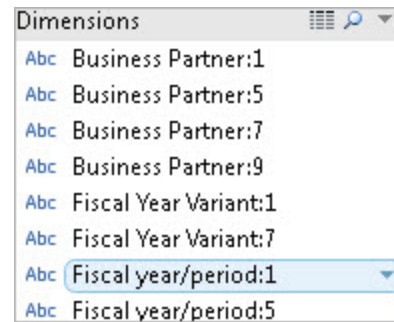 Dimensions
Abc Business Partner:1
Abc Business Partner:5
Abc Business Partner:7
Abc Business Partner:9
Abc Fiscal Year Variant:1
Abc Fiscal Year Variant:7
Abc Fiscal year/period:1
Abc Fiscal year/period:5